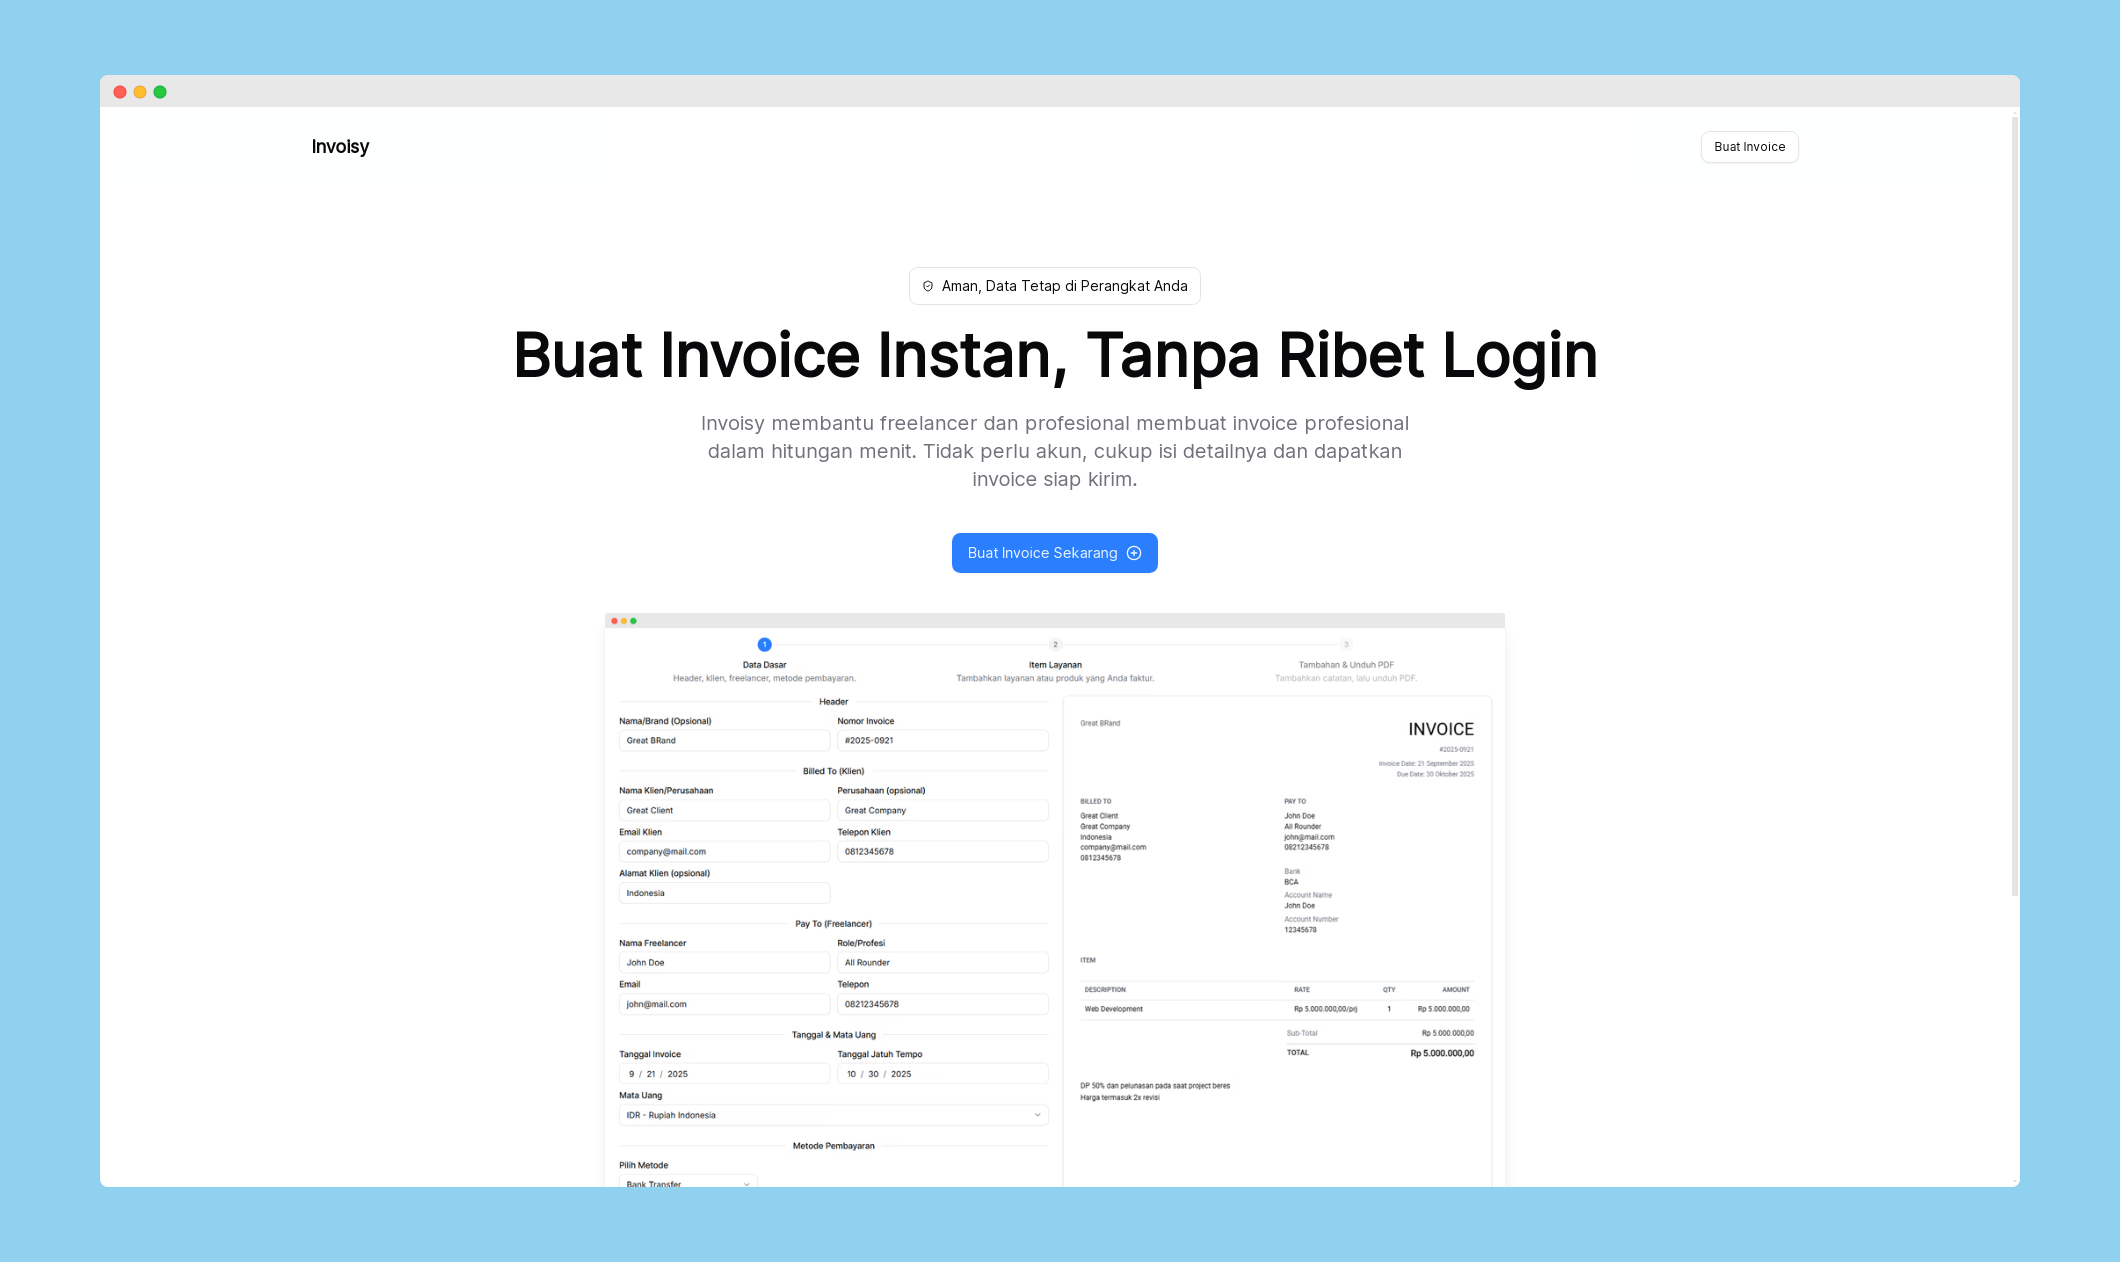 Invoisy
Buat Invoice
Aman, Data Tetap di Perangkat Anda
Buat Invoice Instan, Tanpa Ribet Login
Invoisy membantu freelancer dan profesional membuat invoice profesional
dalam hitungan menit. Tidak perlu akun, cukup isi detailnya dan dapatkan
invoice siap kirim.
Buat Invoice Sekarang
1
2
3
Data Dasar
Item Layanan
Tambahan & Unduh PDF
Header, klien, freelancer, metode pembayaran.
Tambahkan layanan atau produk yang Anda faktur.
Tambahkan catatan, lalu unduh PDF.
Header
Nama/Brand (Opsional)
Nomor Invoice
Great BRand
#2025-0921
Billed To (Klien)
Nama Klien/Perusahaan
Perusahaan (opsional)
Great Client
Great Company
Email Klien
Telepon Klien
company@mail.com
0812345678
Alamat Klien (opsional)
Indonesia
Pay To (Freelancer)
Nama Freelancer
Role/Profesi
John Doe
All Rounder
Email
Telepon
john@mail.com
08212345678
Tanggal & Mata Uang
Tanggal Invoice
Tanggal Jatuh Tempo
9 / 21 / 2025
10 / 30 / 2025
Mata Uang
IDR - Rupiah Indonesia
Metode Pembayaran
Pilih Metode
Bank Transfer
Great BRand
INVOICE
#2025-0921
Invoice Date: 21 September 2025
Due Date: 30 Oktober 2025
BILLED TO
Great Client
Great Company
Indonesia
company@mail.com
0812345678
PAY TO
John Doe
All Rounder
john@mail.com
08212345678
Bank
BCA
Account Name
John Doe
Account Number
12345678
ITEM
DESCRIPTION RATE QTY AMOUNT
Web Development Rp 5.000.000,00/prj 1 Rp 5.000.000,00
Sub-Total Rp 5.000.000,00
TOTAL Rp 5.000.000,00
DP 50% dan pelunasan pada saat project beres
Harga termasuk 2x revisi